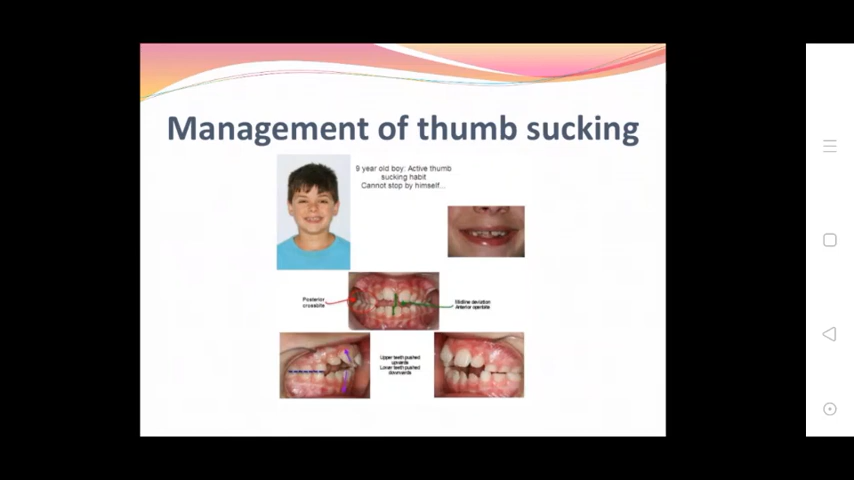 Management of thumb sucking
9 year old boy: Active thumb
sucking habit
Cannot stop by himself...
Posterior
crossbite
Midline deviation
Anterior openbite
Upper teeth pushed
upwards
Lower teeth pushed
downwards